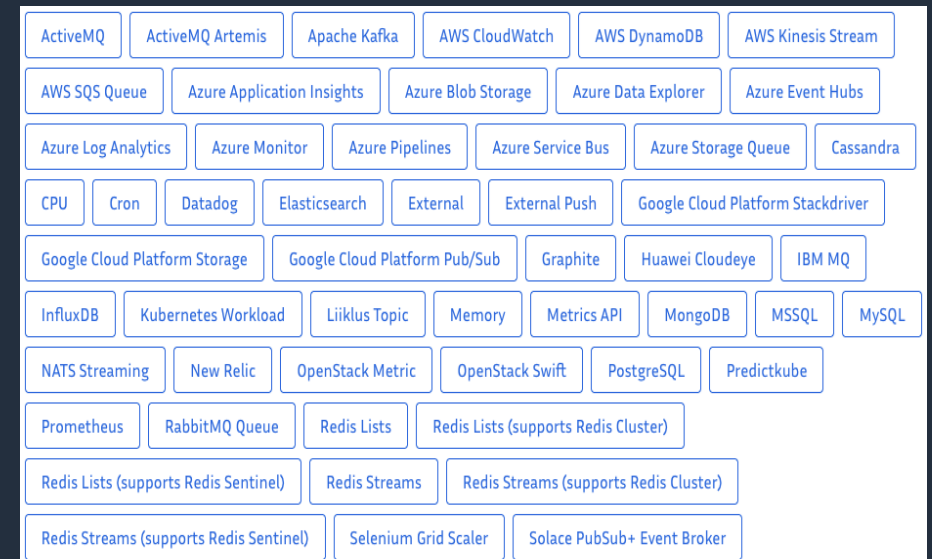 ActiveMQ ActiveMQ Artemis Apache Kafka AWS CloudWatch AWS DynamoDB AWS Kinesis Stream
AWS SQS Queue Azure Application Insights Azure Blob Storage Azure Data Explorer Azure Event Hubs
Azure Log Analytics Azure Monitor Azure Pipelines Azure Service Bus Azure Storage Queue Cassandra
CPU Cron Datadog Elasticsearch External External Push Google Cloud Platform Stackdriver
Google Cloud Platform Storage Google Cloud Platform Pub/Sub Graphite Huawei Cloudeye IBM MQ
InfluxDB Kubernetes Workload Liiklus Topic Memory Metrics API MongoDB MSSQL MySQL
NATS Streaming New Relic OpenStack Metric OpenStack Swift PostgreSQL Predictkube
Prometheus RabbitMQ Queue Redis Lists Redis Lists (supports Redis Cluster)
Redis Lists (supports Redis Sentinel) Redis Streams Redis Streams (supports Redis Cluster)
Redis Streams (supports Redis Sentinel) Selenium Grid Scaler Solace PubSub+ Event Broker